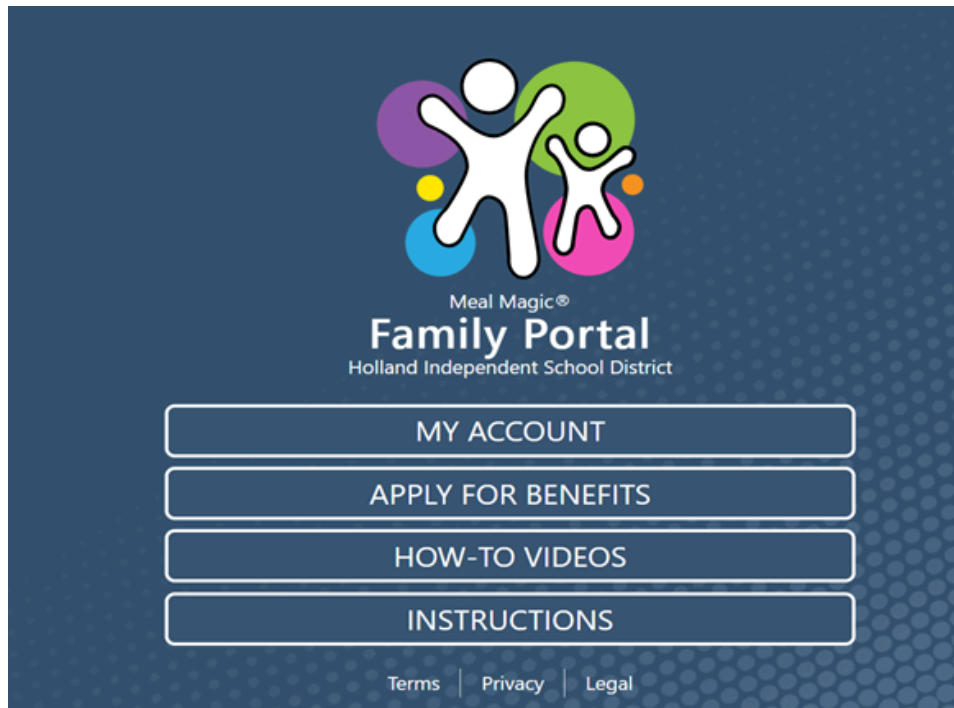 Meal Magic®
Family Portal
Holland Independent School District
MY ACCOUNT
APPLY FOR BENEFITS
HOW-TO VIDEOS
INSTRUCTIONS
Terms | Privacy | Legal